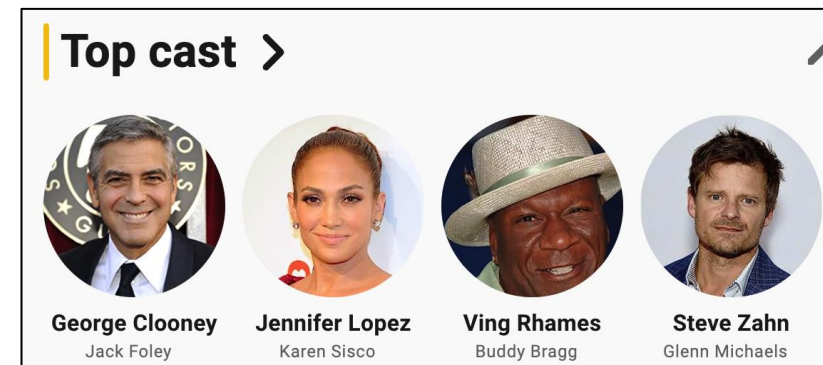 Top cast
George Clooney Jennifer Lopez Ving Rhames Steve Zahn
Jack Foley Karen Sisco Buddy Bragg Glenn Michaels